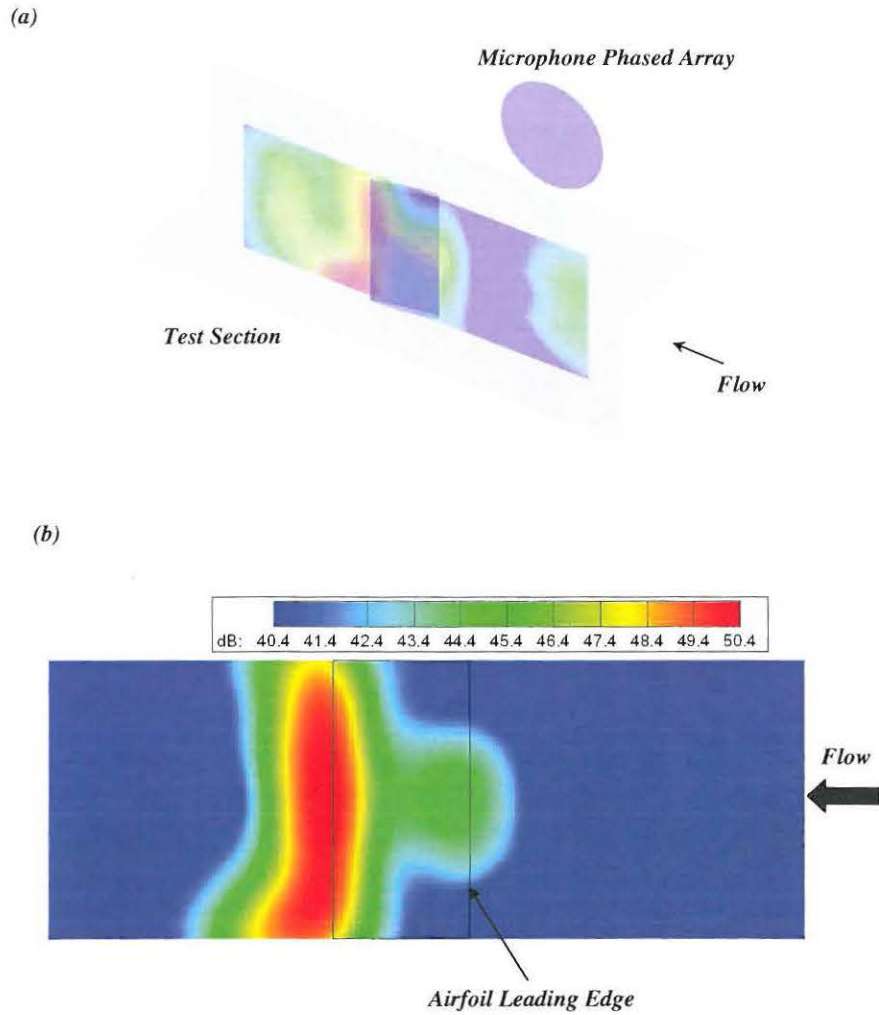 (a)
Microphone Phased Array
Test Section
Flow
(b)
dB: 40.4 41.4 42.4 43.4 44.4 45.4 46.4 47.4 48.4 49.4 50.4
Flow
Airfoil Leading Edge